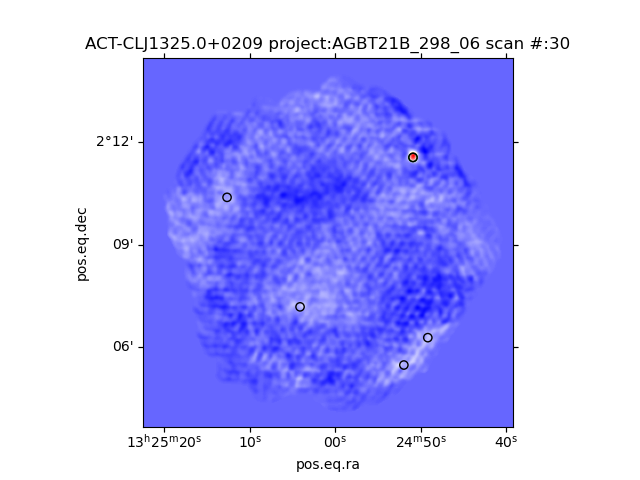 ACT-CLJ1325.0+0209 project:AGBT21B_298_06 scan #:30
pos.eq.dec
2°12'
09'
06'
13ʰ25ᵐ20ˢ 10ˢ 00ˢ 24ᵐ50ˢ 40ˢ
pos.eq.ra